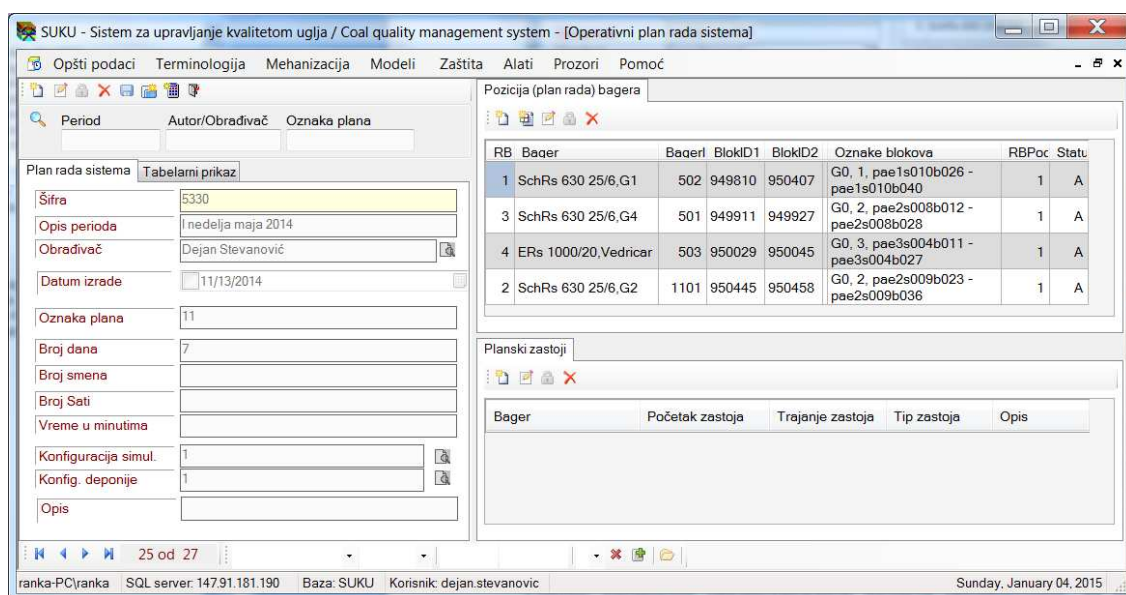 SUKU - Sistem za upravljanje kvalitetom uglja / Coal quality management system - [Operativni plan rada sistema]
Opšti podaci Terminologija Mehanizacija Modeli Zaštita Alati Prozori Pomoć
Period Autor/Obrađivač Oznaka plana
Plan rada sistema Tabelarni prikaz
Šifra 5330
Opis perioda I nedelja maja 2014
Obrađivač Dejan Stevanović
Datum izrade 11/13/2014
Oznaka plana 11
Broj dana 7
Broj smena
Broj Sati
Vreme u minutima
Konfiguracija simul. 1
Konfig. deponije 1
Opis
25 od 27
Pozicija (plan rada) bagera
RB Bager BagerI BlokID1 BlokID2 Oznake blokova RBPoc Statu
1 SchRs 630 25/6,G1 502 949810 950407 G0, 1, pae1s010b026 -
pae1s010b040 1 A
3 SchRs 630 25/6,G4 501 949911 949927 G0, 2, pae2s008b012 -
pae2s008b028 1 A
4 ERs 1000/20,Vedricar 503 950029 950045 G0, 3, pae3s004b011 -
pae3s004b027 1 A
2 SchRs 630 25/6,G2 1101 950445 950458 G0, 2, pae2s009b023 -
pae2s009b036 1 A
Planski zastoji
Bager Početak zastoja Trajanje zastoja Tip zastoja Opis
ranka-PC\ranka SQL server: 147.91.181.190 Baza: SUKU Korisnik: dejan.stevanovic Sunday, January 04, 2015